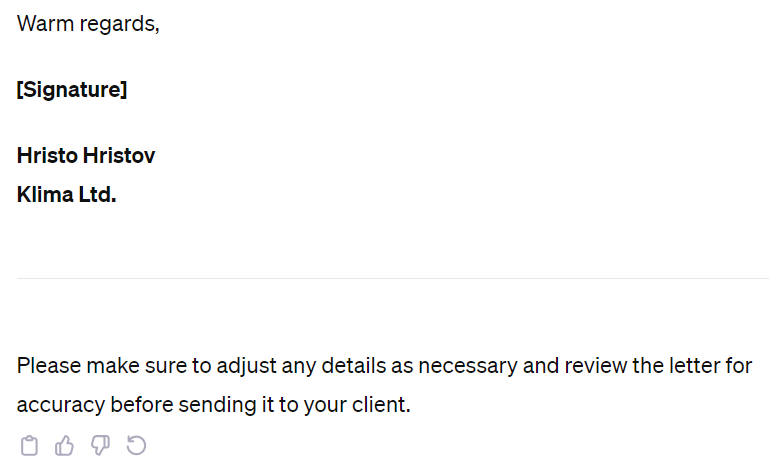 Warm regards,
[Signature]
Hristo Hristov
Klima Ltd.
Please make sure to adjust any details as necessary and review the letter for
accuracy before sending it to your client.